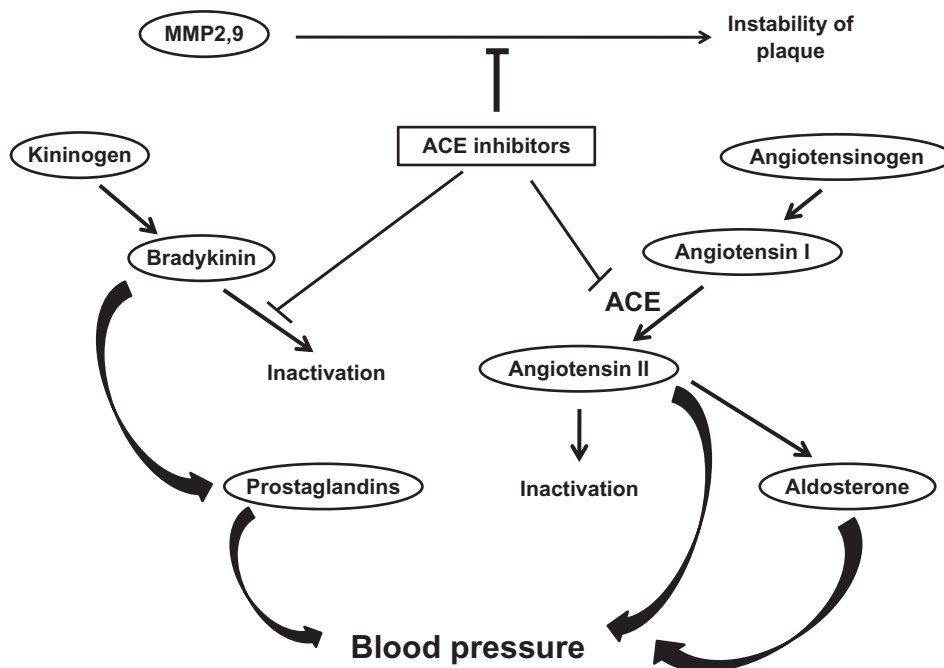 MMP2,9
Instability of
plaque
ACE inhibitors
Kininogen
Angiotensinogen
Bradykinin
Angiotensin I
ACE
Inactivation
Angiotensin II
Prostaglandins
Inactivation
Aldosterone
Blood pressure